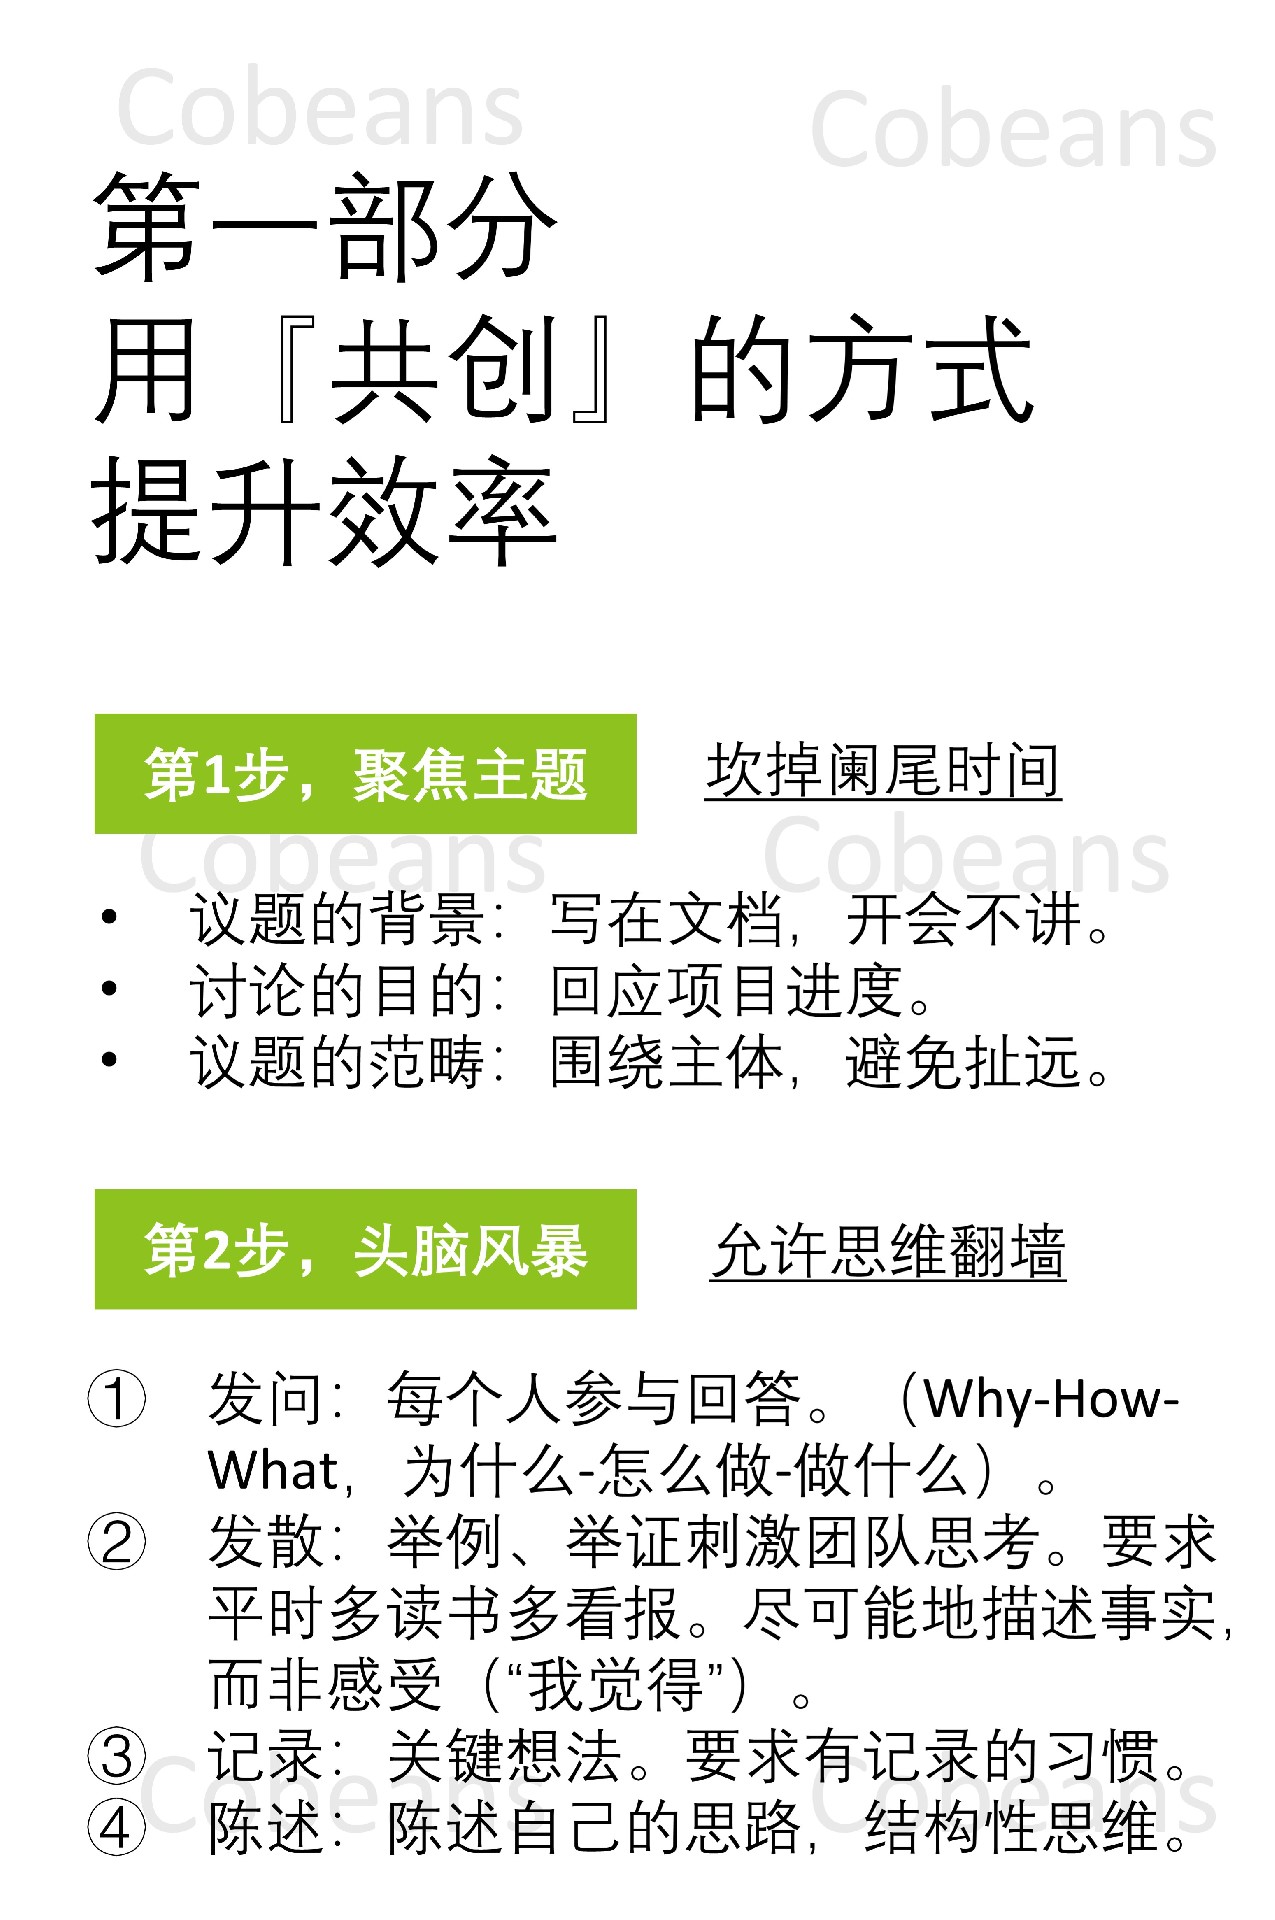 Cobeans Cobeans
第一部分
用『共创』的方式
提升效率
第1步，聚焦主题 坎掉阑尾时间
Cobeans Cobeans
• 议题的背景：写在文档，开会不讲。
• 讨论的目的：回应项目进度。
• 议题的范畴：围绕主体，避免扯远。
第2步，头脑风暴 允许思维翻墙
① 发问：每个人参与回答。（Why-How-
What，为什么-怎么做-做什么）。
② 发散：举例、举证刺激团队思考。要求
平时多读书多看报。尽可能地描述事实，
而非感受（“我觉得”）。
③ 记录：关键想法。要求有记录的习惯。
Cobeans Cobeans
④ 陈述：陈述自己的思路，结构性思维。